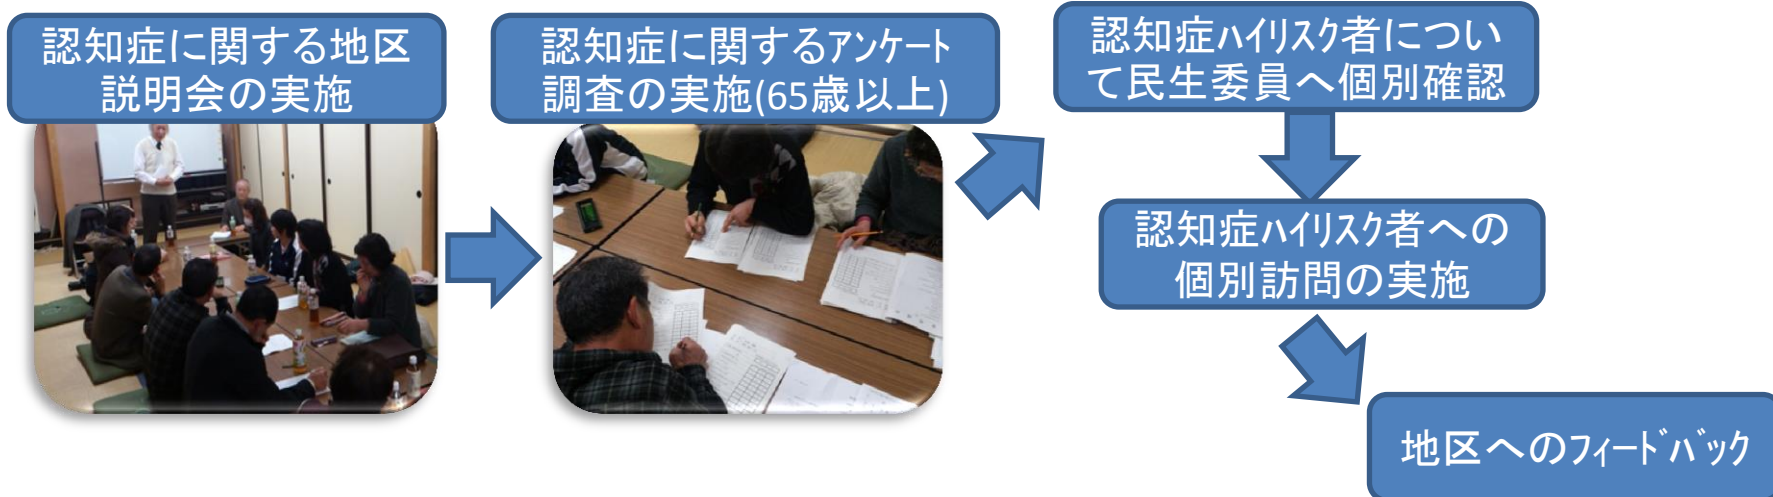 認知症に関する地区
説明会の実施
認知症に関するｱﾝｹｰﾄ
調査の実施(65歳以上)
認知症ﾊｲﾘｽｸ者につい
て民生委員へ個別確認
認知症ﾊｲﾘｽｸ者への
個別訪問の実施
地区へのﾌｨｰﾄﾞﾊﾞｯｸ